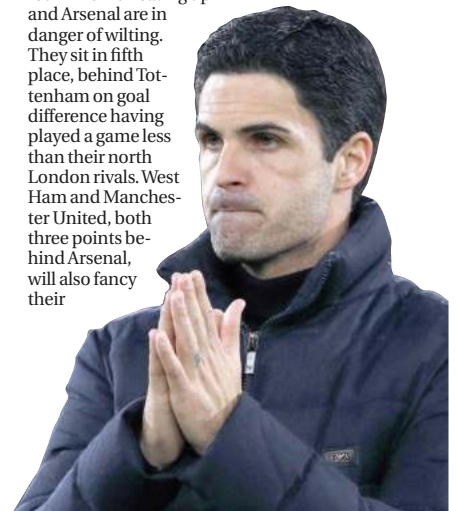 and Arsenal are in
danger of wilting.
They sit in fifth
place, behind Tot-
tenham on goal
difference having
played a game less
than their north
London rivals. West
Ham and Manches-
ter United, both
three points be-
hind Arsenal,
will also fancy
their